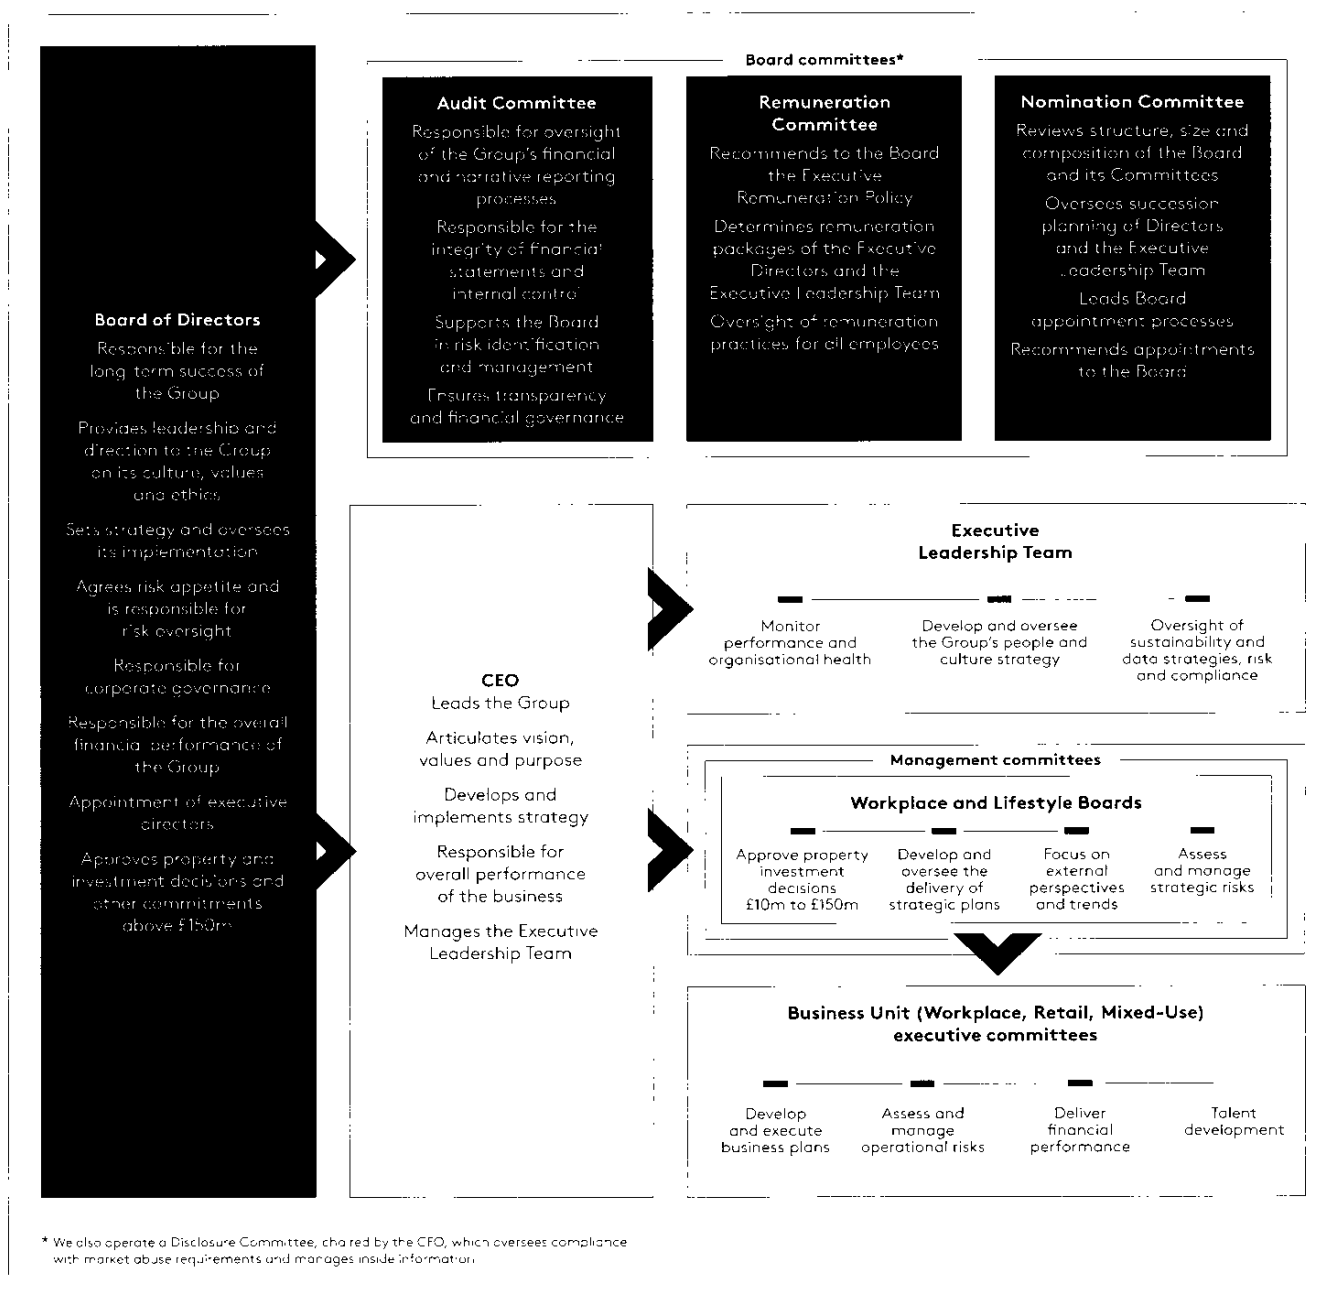 Board committees*
Audit Committee
Responsible for oversight
of the Group's financial
and narrative reporting
processes
Responsible for the
integrity of financial
statements and
internal control
Supports the Board
in risk identification
and management
Ensures transparency
and financial governance
Remuneration
Committee
Recommends to the Board
the Executive
Remuneration Policy
Determines remuneration
packages of the Executive
Directors and the
Executive Leadership Team
Oversight of remuneration
practices for all employees
Nomination Committee
Reviews structure, size and
composition of the Board
and its Committees
Oversees succession
planning of Directors
and the Executive
Leadership Team
Leads Board
appointment processes
Recommends appointments
to the Board
Board of Directors
Responsible for the
long-term success of
the Group
Provides leadership and
direction to the Group
on its culture, values
and ethics
Sets strategy and oversees
its implementation
Agrees risk appetite and
is responsible for
risk oversight
Responsible for
corporate governance
Responsible for the overall
financial performance of
the Group
Appointment of executive
directors
Approves property and
investment decisions and
other commitments
above £150m
CEO
Leads the Group
Articulates vision,
values and purpose
Develops and
implements strategy
Responsible for
overall performance
of the business
Manages the Executive
Leadership Team
Executive
Leadership Team
Monitor
performance and
organisational health
Develop and oversee
the Group's people and
culture strategy
Oversight of
sustainability and
data strategies, risk
and compliance
Management committees
Workplace and Lifestyle Boards
Approve property
investment
decisions
£10m to £150m
Develop and
oversee the
delivery of
strategic plans
Focus on
external
perspectives
and trends
Assess
and manage
strategic risks
Business Unit (Workplace, Retail, Mixed-Use)
executive committees
Develop
and execute
business plans
Assess and
manage
operational risks
Deliver
financial
performance
Talent
development
* We also operate a Disclosure Committee, chaired by the CFO, which oversees compliance
with market abuse requirements and manages inside information